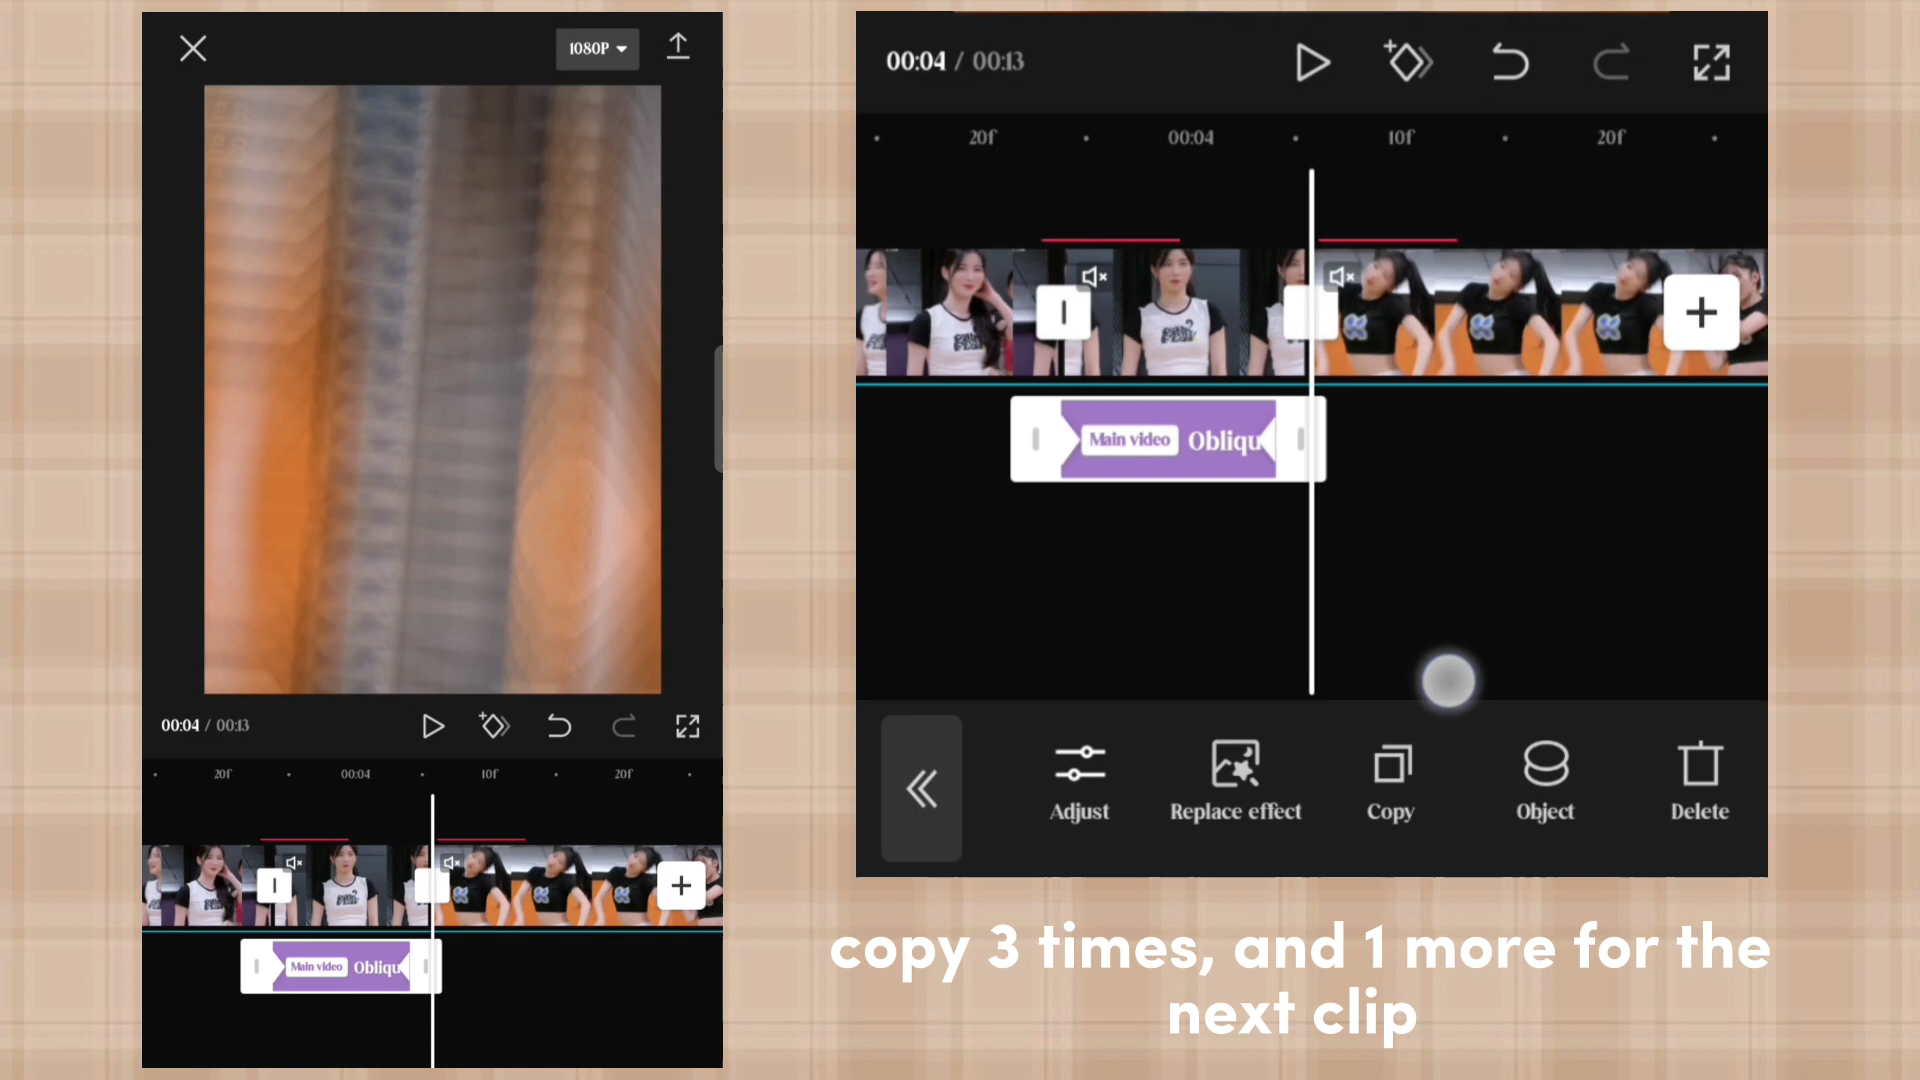 1080P
00:04 / 00:13
20f
00:04
10f
20f
Main video Obliqu
00:04 / 00:13
20f
00:04
10f
20f
Main video Obliqu
Adjust
Replace effect
Copy
Object
Delete
copy 3 times, and 1 more for the
next clip